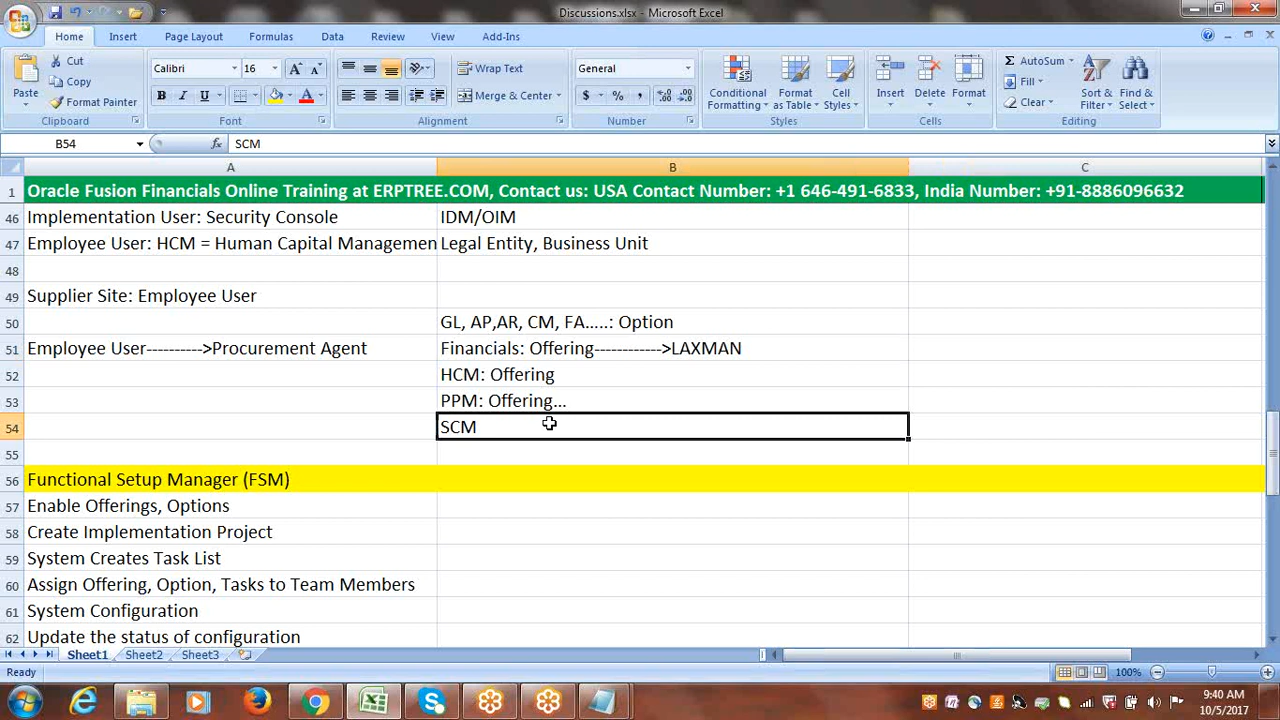 Discussions.xlsx - Microsoft Excel
Home Insert Page Layout Formulas Data Review View Add-Ins
Paste
Cut
Copy
Format Painter
Clipboard
Calibri 16
B I U
Font
Wrap Text
Merge & Center
Alignment
General
$ % ,
Number
Conditional Formatting
Format as Table
Cell Styles
Styles
Insert
Delete
Format
Cells
AutoSum
Fill
Clear
Sort & Filter
Find & Select
Editing
B54 fx SCM
A B C
1 Oracle Fusion Financials Online Training at ERPTREE.COM, Contact us: USA Contact Number: +1 646-491-6833, India Number: +91-8886096632
46 Implementation User: Security Console IDM/OIM
47 Employee User: HCM = Human Capital Managemen Legal Entity, Business Unit
48
49 Supplier Site: Employee User
50 GL, AP,AR, CM, FA.....: Option
51 Employee User---------->Procurement Agent Financials: Offering------------>LAXMAN
52 HCM: Offering
53 PPM: Offering...
54 SCM
55
56 Functional Setup Manager (FSM)
57 Enable Offerings, Options
58 Create Implementation Project
59 System Creates Task List
60 Assign Offering, Option, Tasks to Team Members
61 System Configuration
62 Update the status of configuration
Sheet1 Sheet2 Sheet3
Ready 100%
9:40 AM
10/5/2017